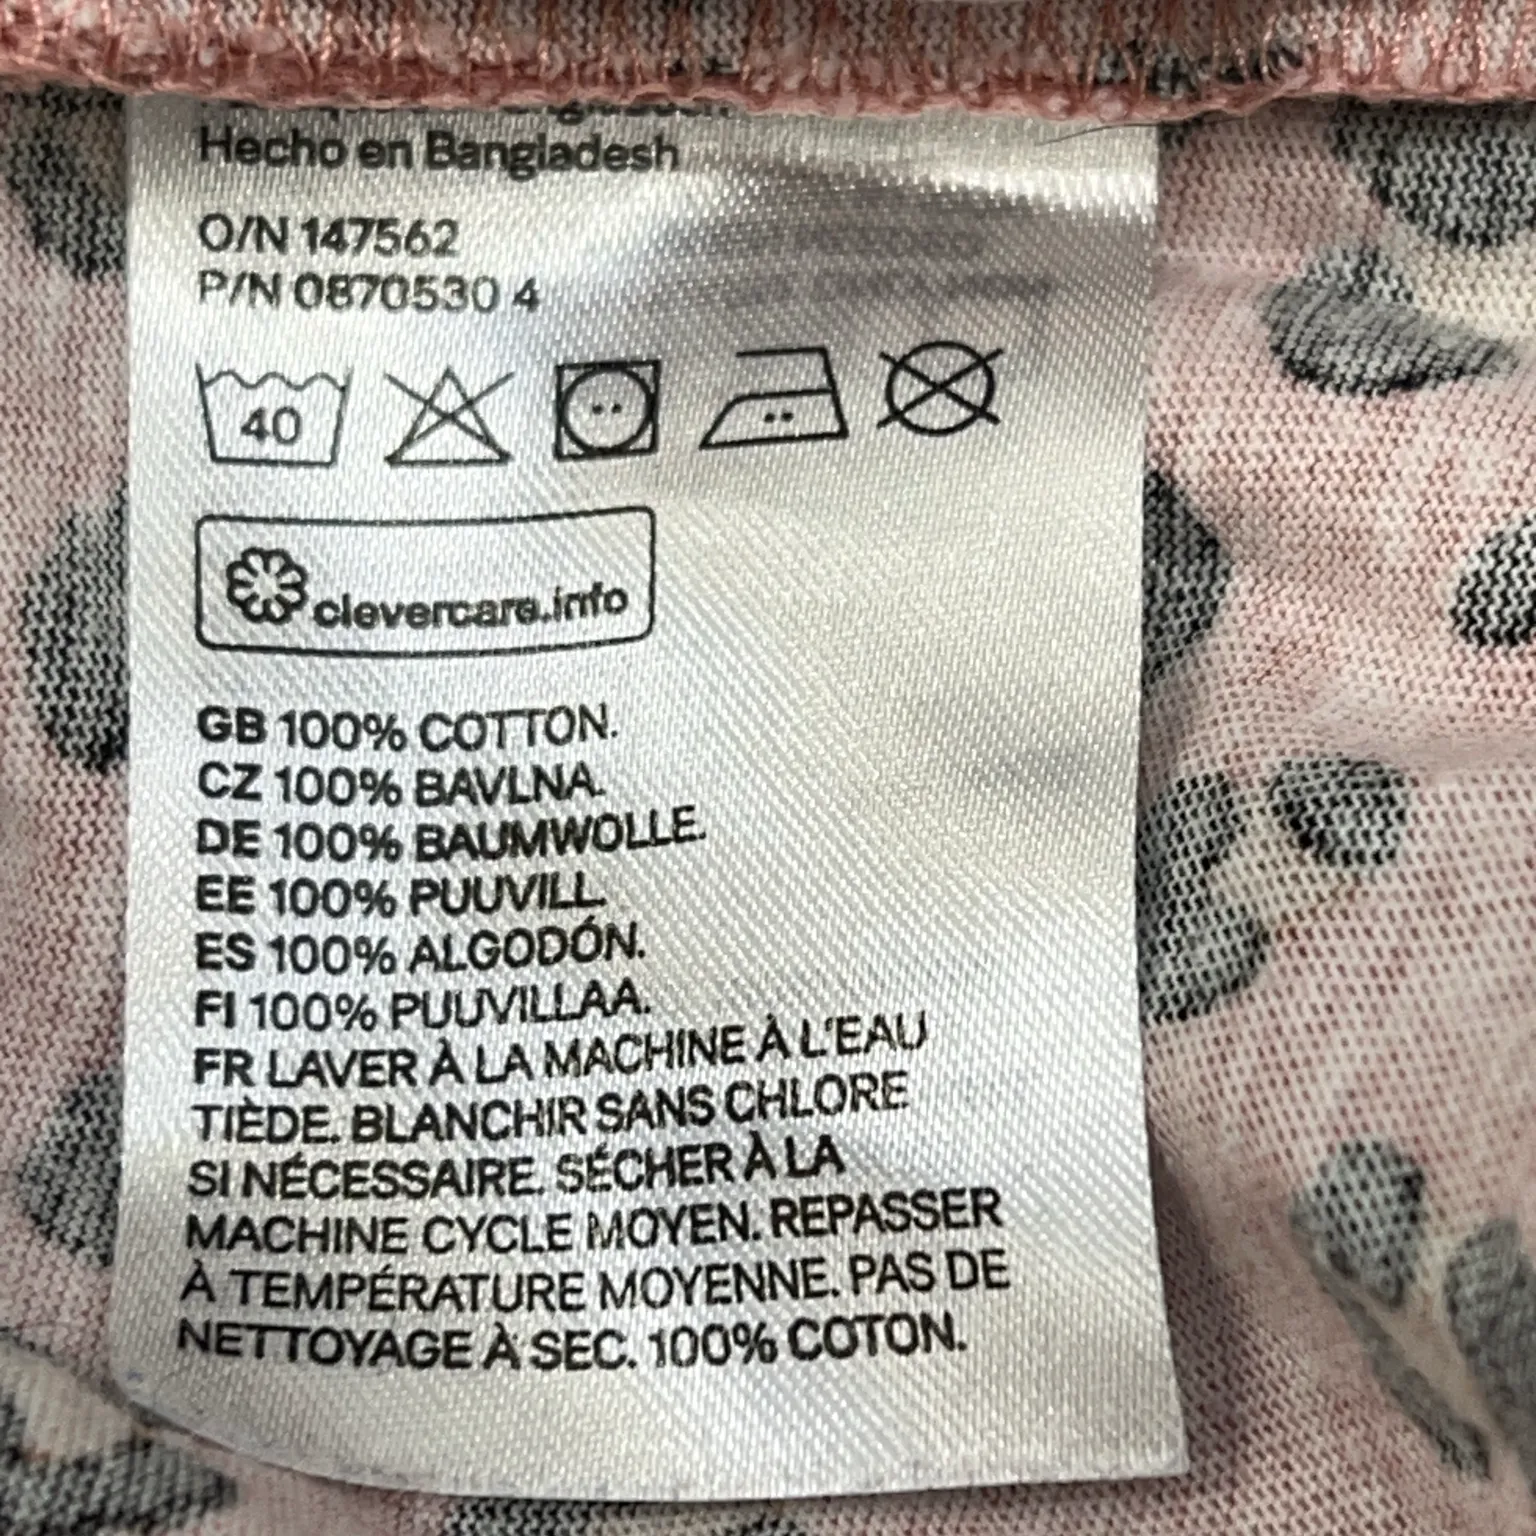 Hecho en Bangladesh
O/N 147562
P/N 0870530 4
40
clevercare.info
GB 100% COTTON.
CZ 100% BAVLNA.
DE 100% BAUMWOLLE.
EE 100% PUUVILL.
ES 100% ALGODÓN.
FI 100% PUUVILLAA.
FR LAVER À LA MACHINE À L'EAU
TIÈDE. BLANCHIR SANS CHLORE
SI NÉCESSAIRE. SÉCHER À LA
MACHINE CYCLE MOYEN. REPASSER
À TEMPÉRATURE MOYENNE. PAS DE
NETTOYAGE À SEC. 100% COTON.